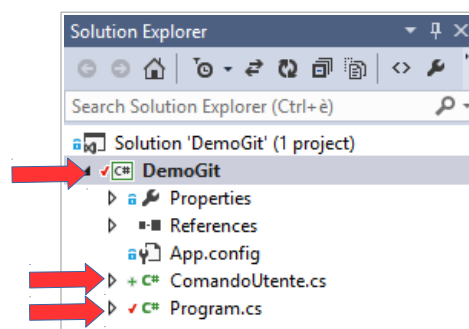 Solution Explorer
Search Solution Explorer (Ctrl+è)
Solution 'DemoGit' (1 project)
C# DemoGit
Properties
References
App.config
+ C# ComandoUtente.cs
C# Program.cs